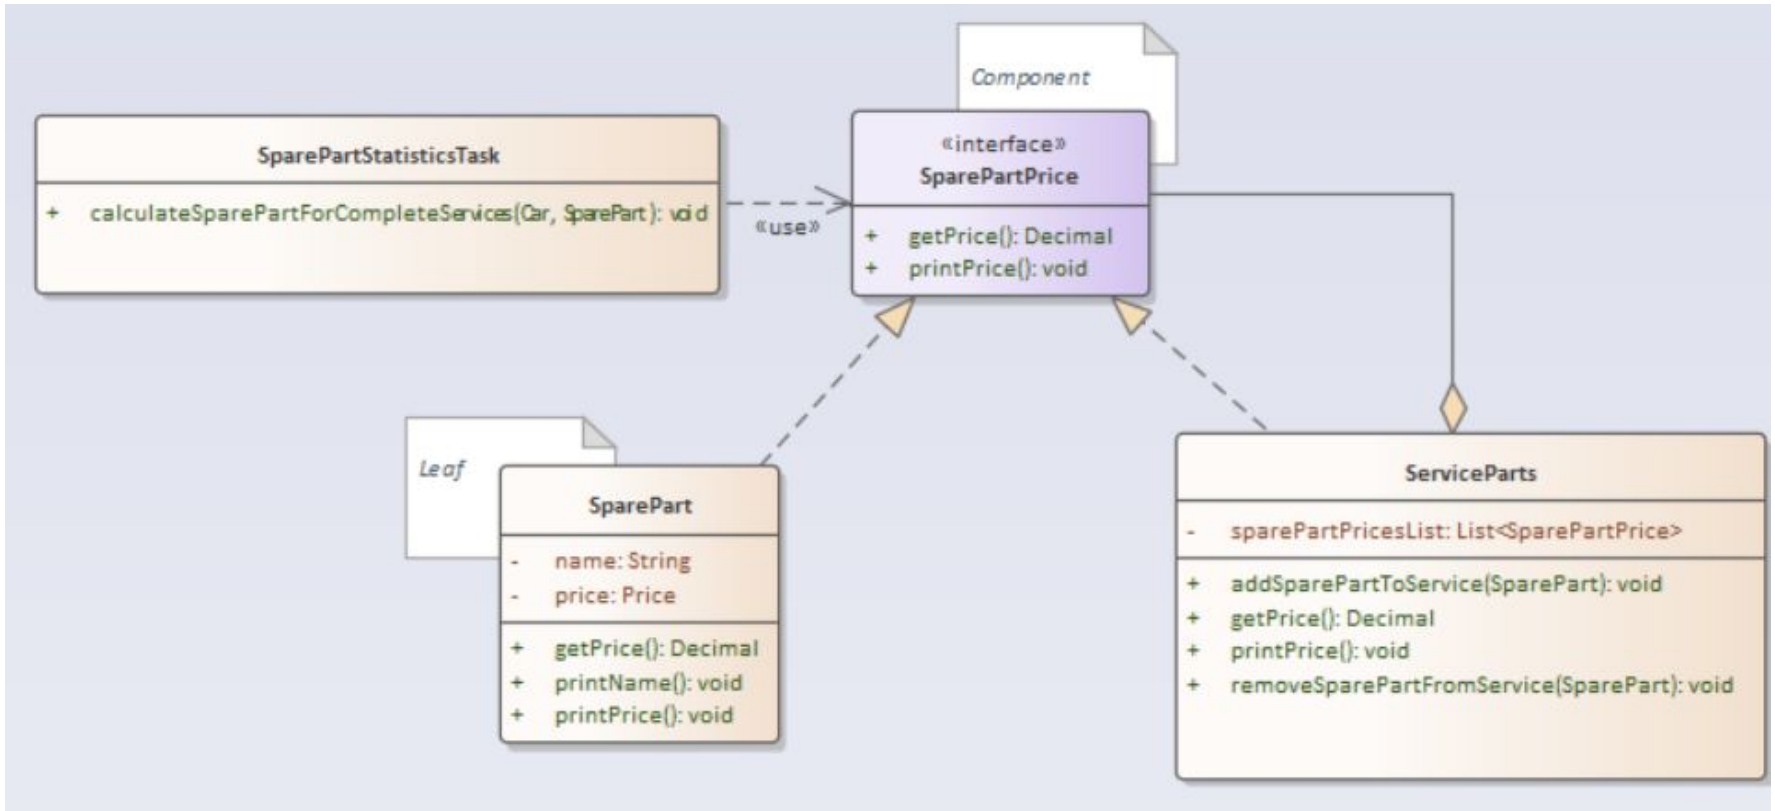 Component
SparePartStatisticsTask
+ calculateSparePartForCompleteServices(Car, SparePart): void
«use»
«interface»
SparePartPrice
+ getPrice(): Decimal
+ printPrice(): void
Leaf
SparePart
- name: String
- price: Price
+ getPrice(): Decimal
+ printName(): void
+ printPrice(): void
ServiceParts
- sparePartPricesList: List<SparePartPrice>
+ addSparePartToService(SparePart): void
+ getPrice(): Decimal
+ printPrice(): void
+ removeSparePartFromService(SparePart): void